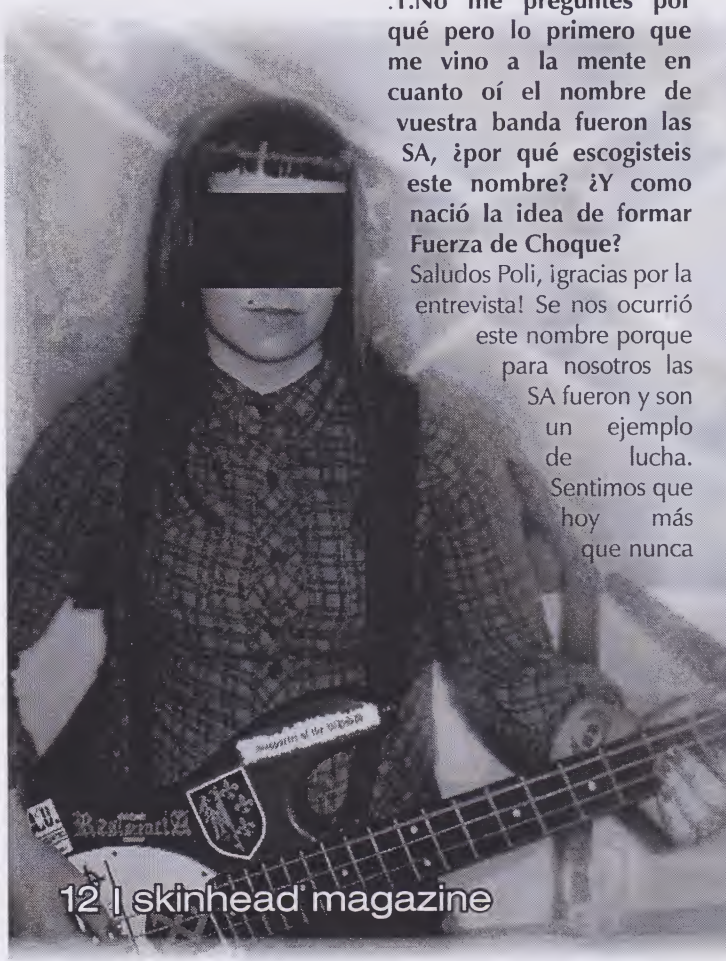 .1.No me preguntes por
qué pero lo primero que
me vino a la mente en
cuanto oí el nombre de
vuestra banda fueron las
SA, ¿por qué escogisteis
este nombre? ¿Y como
nació la idea de formar
Fuerza de Choque?
Saludos Poli, ¡gracias por la
entrevista! Se nos ocurrió
este nombre porque
para nosotros las
SA fueron y son
un ejemplo
de lucha.
Sentimos que
hoy más
que nunca
12 | skinhead magazine